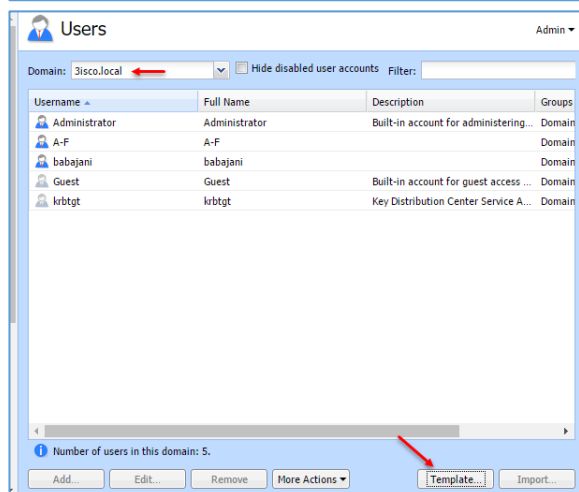 Users
Admin
Domain: 3isco.local Hide disabled user accounts Filter:
Username Full Name Description Groups
Administrator Administrator Built-in account for administering... Domain
A-F A-F Domain
babajani babajani Domain
Guest Guest Built-in account for guest access ... Domain
krbtgt krbtgt Key Distribution Center Service A... Domain
Number of users in this domain: 5.
Add... Edit... Remove More Actions Template... Import...